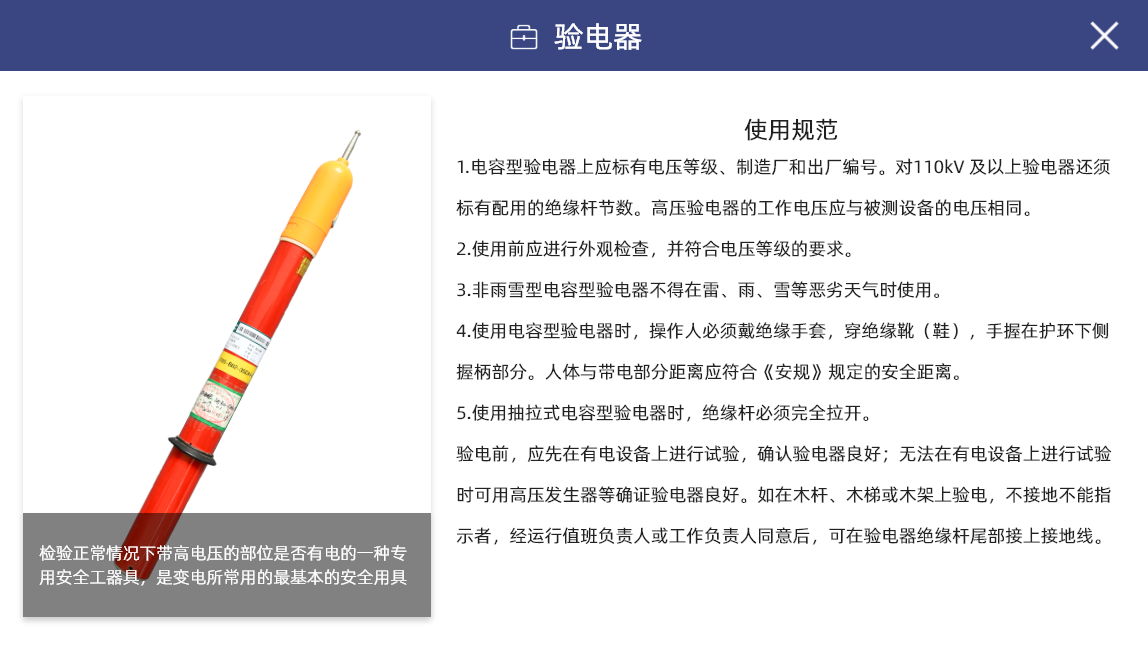 验电器
使用规范
1.电容型验电器上应标有电压等级、制造厂和出厂编号。对110kV 及以上验电器还须
标有配用的绝缘杆节数。高压验电器的工作电压应与被测设备的电压相同。
2.使用前应进行外观检查，并符合电压等级的要求。
3.非雨雪型电容型验电器不得在雷、雨、雪等恶劣天气时使用。
4.使用电容型验电器时，操作人必须戴绝缘手套，穿绝缘靴（鞋），手握在护环下侧
握柄部分。人体与带电部分距离应符合《安规》规定的安全距离。
5.使用抽拉式电容型验电器时，绝缘杆必须完全拉开。
验电前，应先在有电设备上进行试验，确认验电器良好；无法在有电设备上进行试验
时可用高压发生器等确证验电器良好。如在木杆、木梯或木架上验电，不接地不能指
示者，经运行值班负责人或工作负责人同意后，可在验电器绝缘杆尾部接上接地线。
检验正常情况下带高电压的部位是否有电的一种专
用安全工器具，是变电所常用的最基本的安全用具